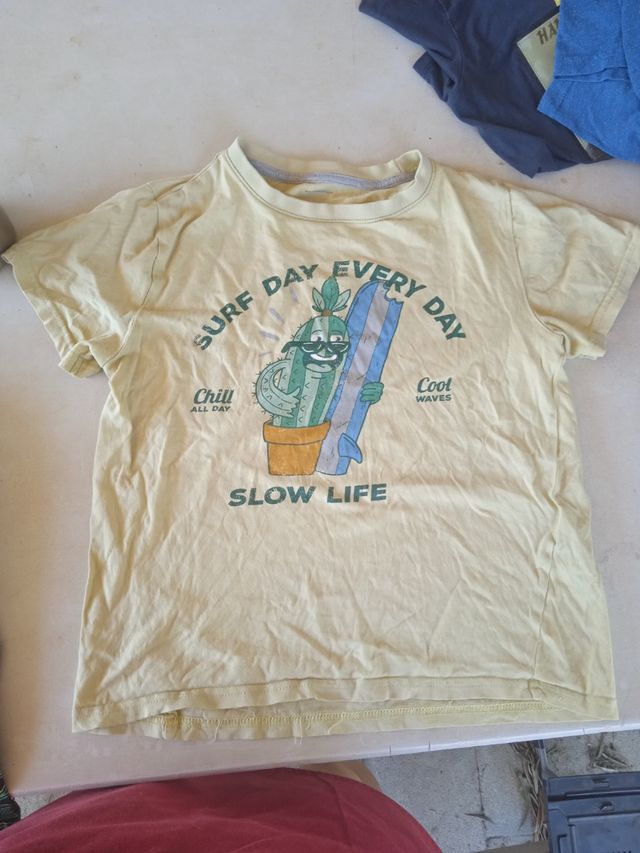 SURF DAY EVERY DAY
Chill
ALL DAY
Cool
WAVES
SLOW LIFE